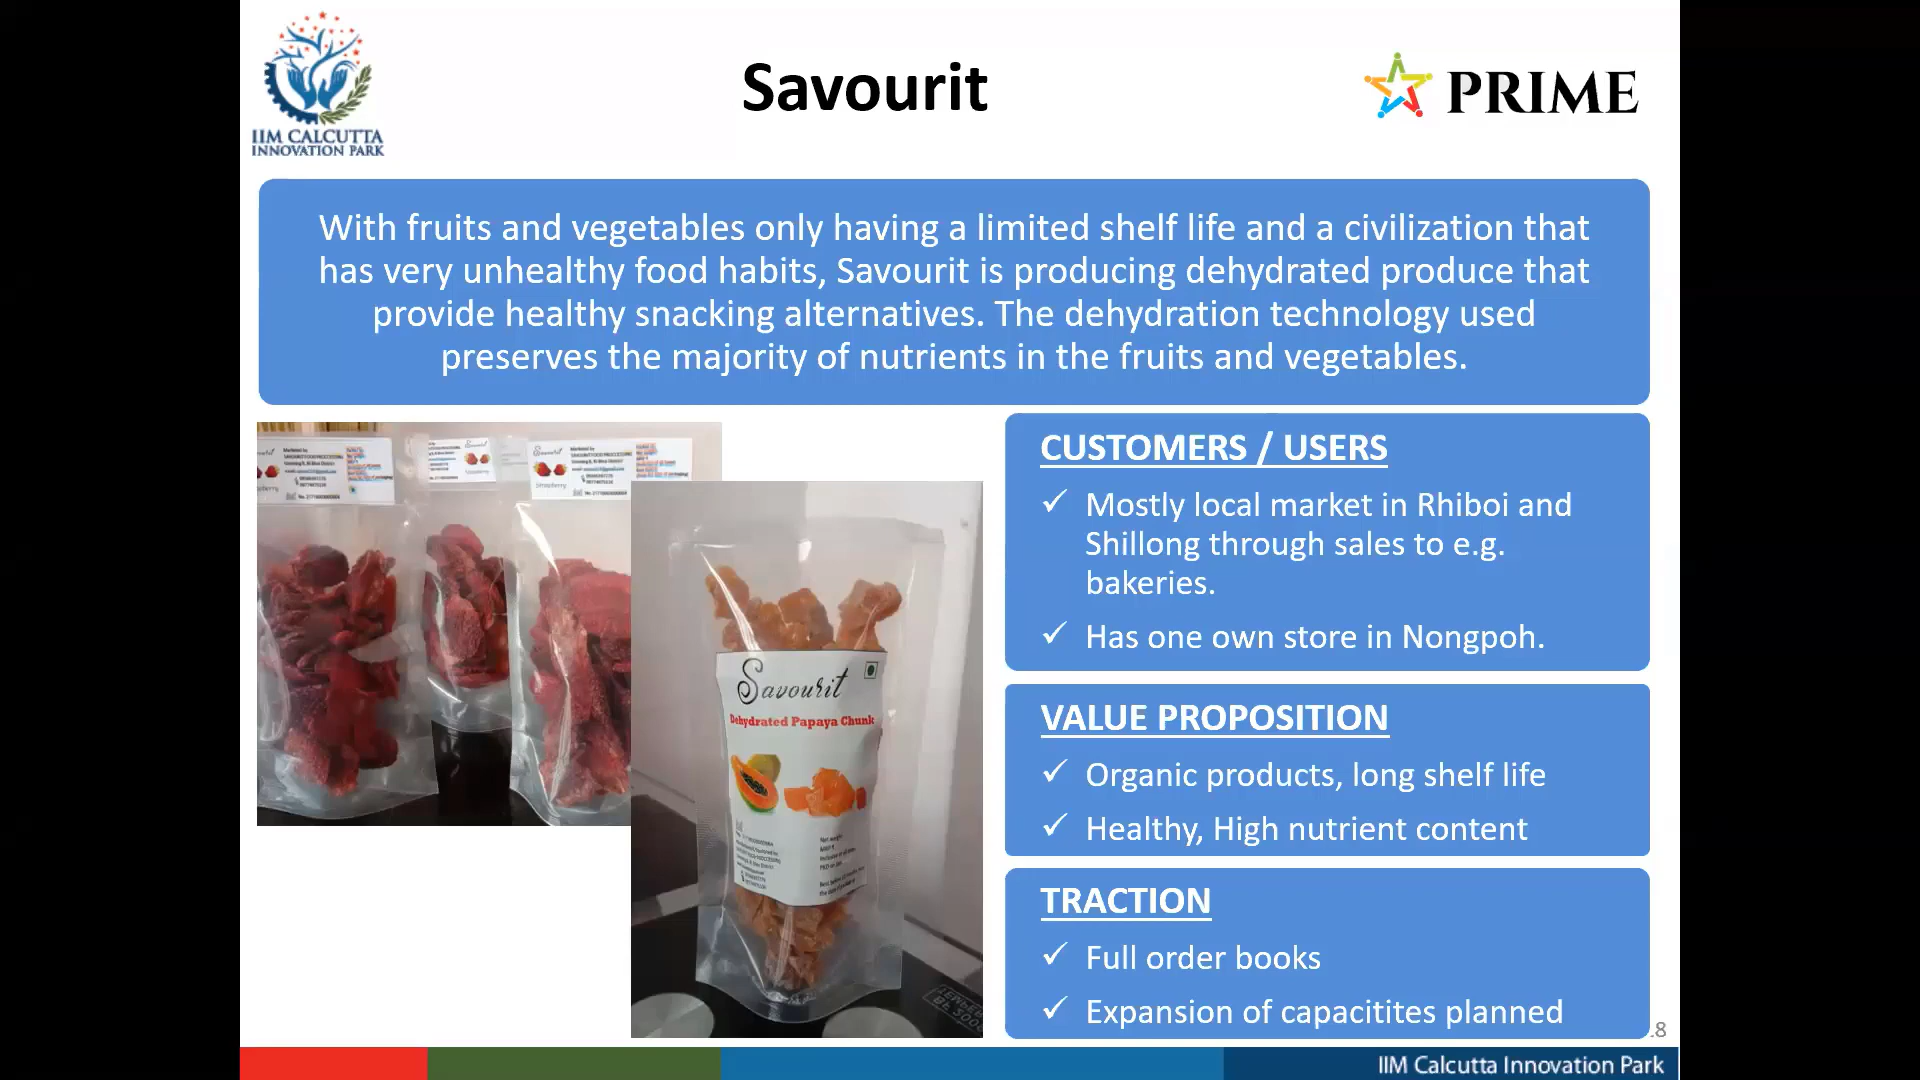 IIM CALCUTTA
INNOVATION PARK
Savourit
PRIME
With fruits and vegetables only having a limited shelf life and a civilization that
has very unhealthy food habits, Savourit is producing dehydrated produce that
provide healthy snacking alternatives. The dehydration technology used
preserves the majority of nutrients in the fruits and vegetables.
Savourit
Strawberry
Savourit
Dehydrated Papaya Chunk
CUSTOMERS / USERS
Mostly local market in Rhiboi and
Shillong through sales to e.g.
bakeries.
Has one own store in Nongpoh.
VALUE PROPOSITION
Organic products, long shelf life
Healthy, High nutrient content
TRACTION
Full order books
Expansion of capacitites planned
IIM Calcutta Innovation Park